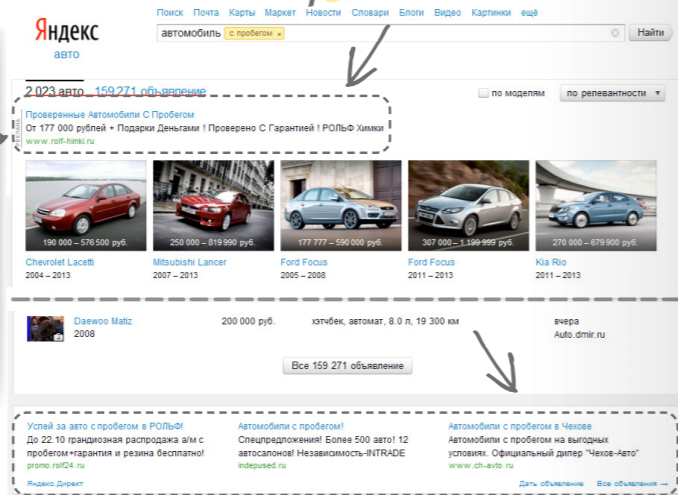 Поиск Почта Карты Маркет Новости Словари Блоги Видео Картинки ещё
Яндекс
авто
автомобиль с пробегом ×
Найти
2 023 авто 159 271 объявление
по моделям
по релевантности
Проверенные Автомобили С Пробегом
От 177 000 рублей + Подарки Деньгами ! Проверено С Гарантией ! РОЛЬФ Химки
www.rolf-himki.ru
190 000 – 576 500 руб. 250 000 – 819 990 руб. 177 777 – 590 000 руб. 307 000 – 1 199 999 руб. 270 000 – 679 900 руб.
Chevrolet Lacetti Mitsubishi Lancer Ford Focus Ford Focus Kia Rio
2004 – 2013 2007 – 2013 2005 – 2008 2011 – 2013 2011 – 2013
Daewoo Matiz 200 000 руб. хэтчбек, автомат, 8.0 л, 19 300 км вчера
2008 Auto.dmir.ru
Все 159 271 объявление
Успей за авто с пробегом в РОЛЬФ!
До 22.10 грандиозная распродажа а/м с
пробегом+гарантия и резина бесплатно!
promo.rolf24.ru
Автомобили с пробегом!
Спецпредложения! Более 500 авто! 12
автосалонов! Независимость-INTRADE
indepused.ru
Автомобили с пробегом в Чехове
Автомобили с пробегом на выгодных
условиях. Официальный дилер "Чехов-Авто"
www.ch-avto.ru
Яндекс.Директ
Дать объявление Все объявления →